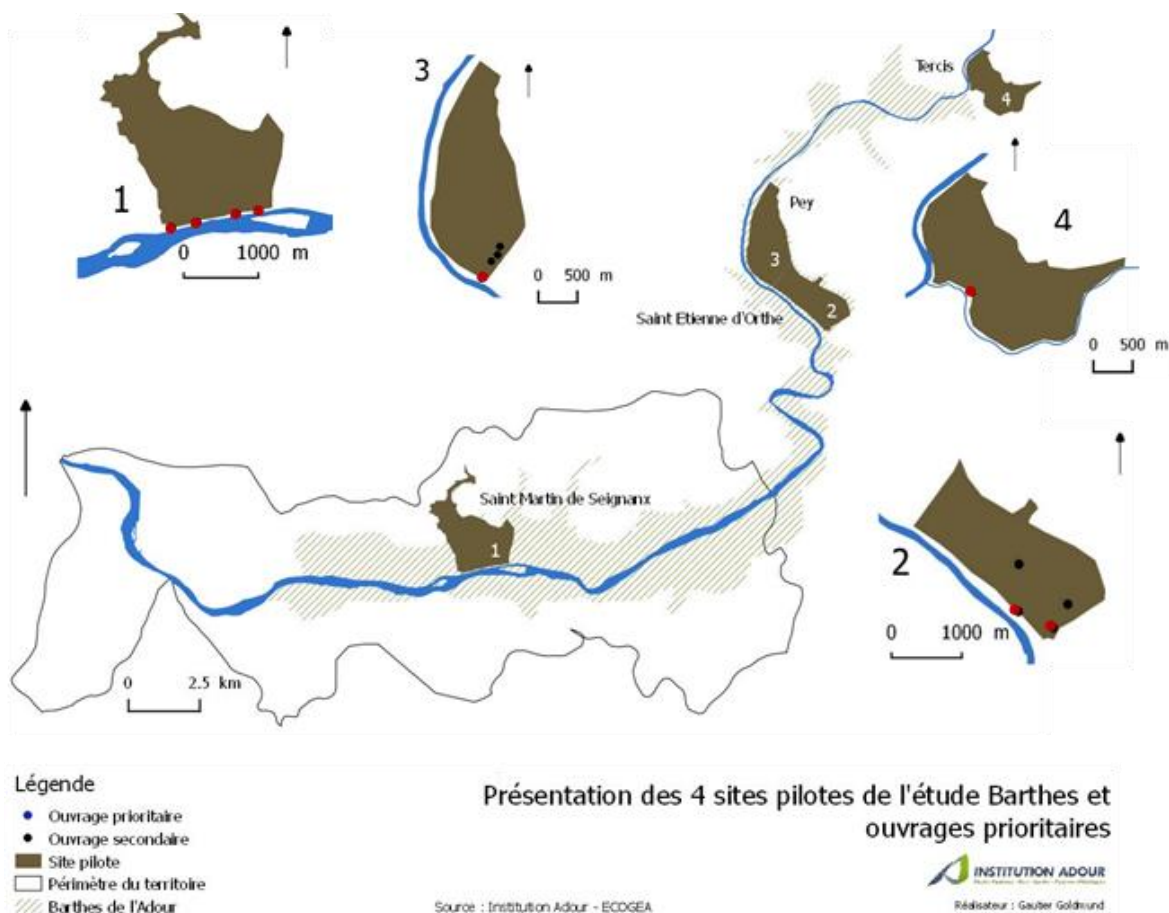 1
0 1000 m
3
0 500 m
Tercis
4
Pey
3
2
Saint Etienne d'Orthe
4
0 500 m
Saint Martin de Seignanx
1
2
0 1000 m
0 2.5 km
Légende
Ouvrage prioritaire
Ouvrage secondaire
Site pilote
Périmètre du territoire
Barthes de l'Adour
Présentation des 4 sites pilotes de l'étude Barthes et
ouvrages prioritaires
INSTITUTION ADOUR
Source : Institution Adour - ECOGEA
Réalisateur : Gautier Goldmund